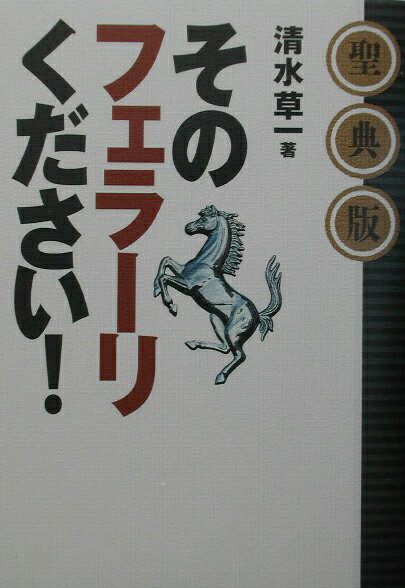 聖典版
清水草一著
その
フェラーリ
ください！